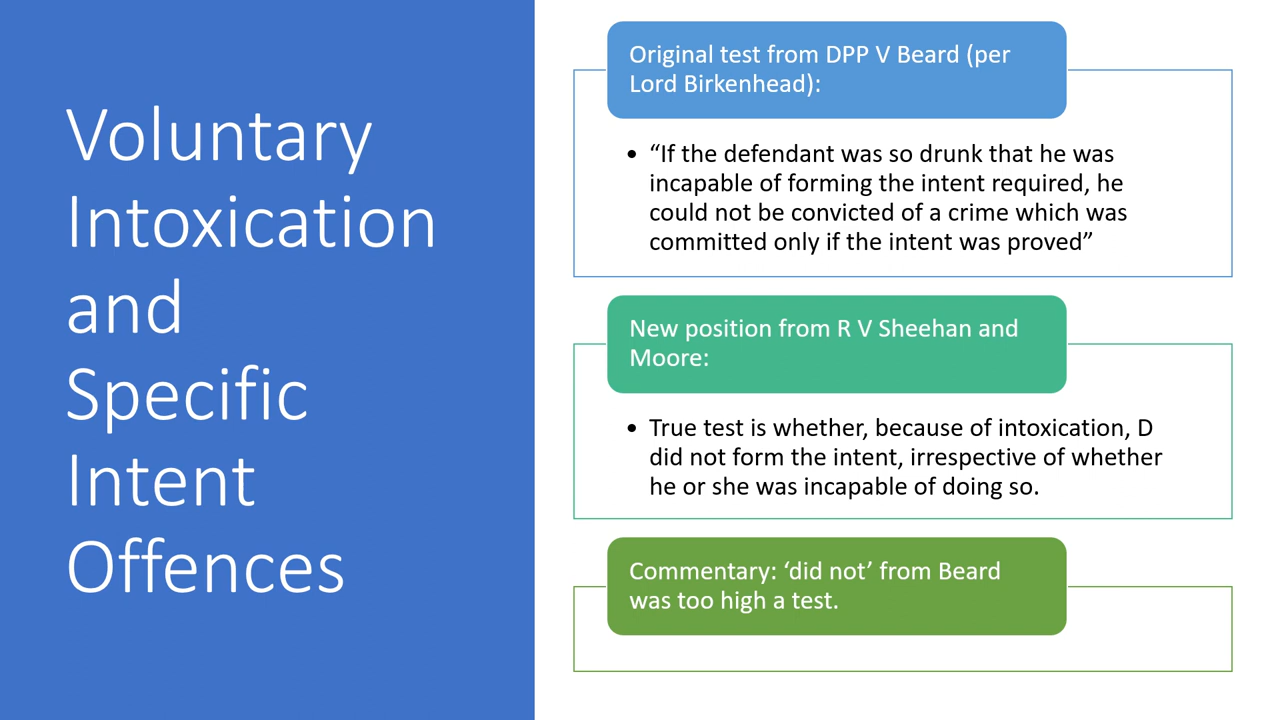 Voluntary
Intoxication
and
Specific
Intent
Offences
Original test from DPP V Beard (per
Lord Birkenhead):
• “If the defendant was so drunk that he was
incapable of forming the intent required, he
could not be convicted of a crime which was
committed only if the intent was proved”
New position from R V Sheehan and
Moore:
• True test is whether, because of intoxication, D
did not form the intent, irrespective of whether
he or she was incapable of doing so.
Commentary: ‘did not’ from Beard
was too high a test.